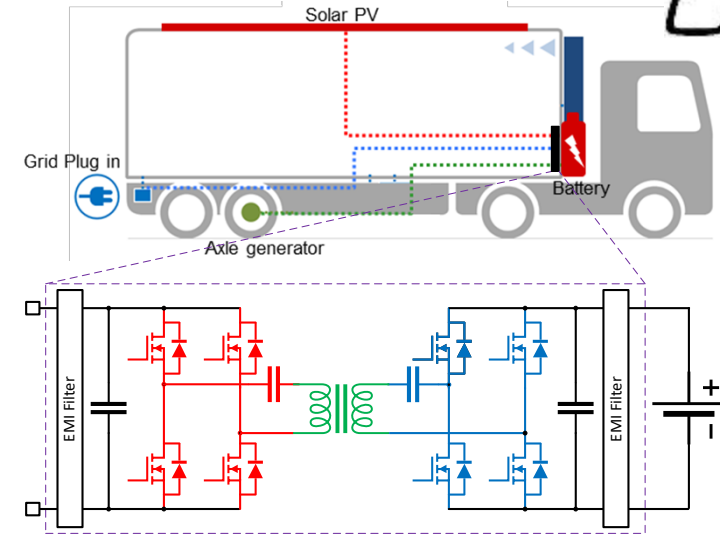 Solar PV
Grid Plug in
Battery
Axle generator
EMI Filter
EMI Filter
+
-